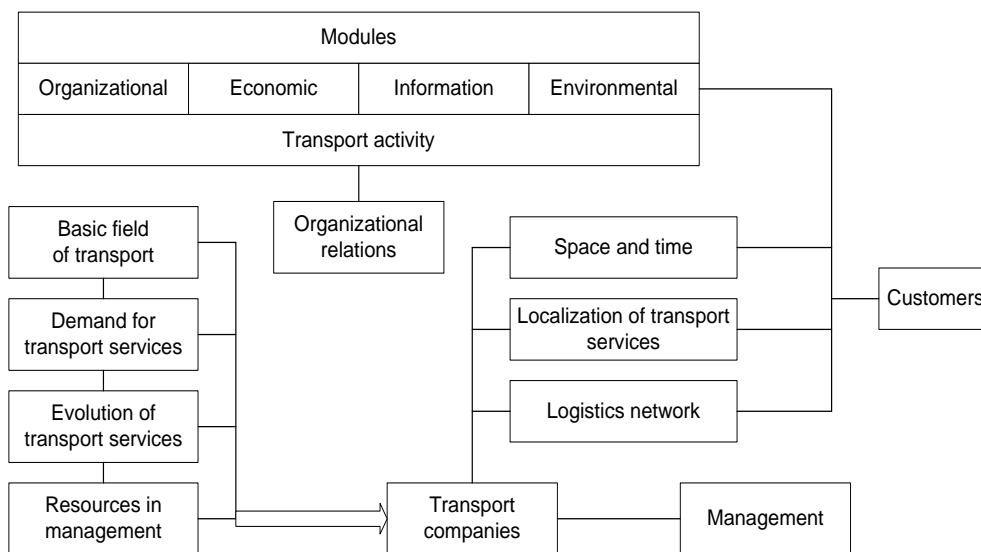 Modules
Organizational
Economic
Information
Environmental
Transport activity
Organizational
relations
Basic field
of transport
Space and time
Customers
Demand for
transport services
Localization of transport
services
Evolution of
transport services
Logistics network
Resources in
management
Transport
companies
Management